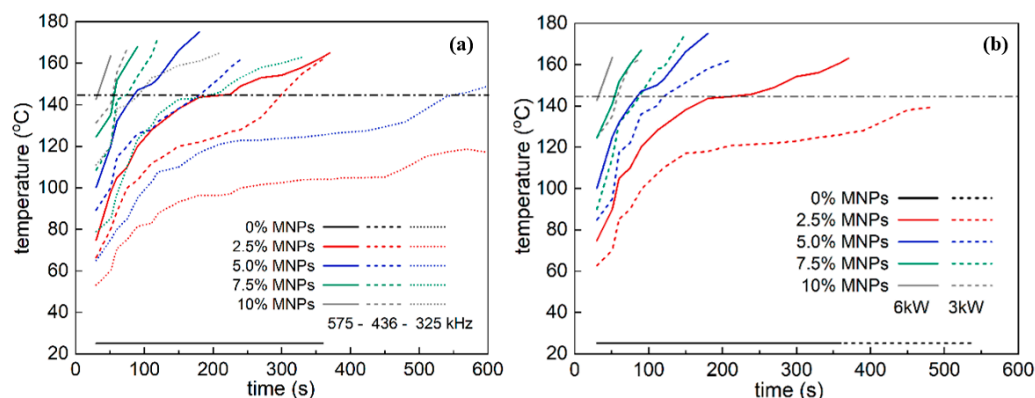 (a)
temperature (°C)
180
160
140
120
100
80
60
40
20
0% MNPs
2.5% MNPs
5.0% MNPs
7.5% MNPs
10% MNPs
575 - 436 - 325 kHz
0 100 200 300 400 500 600
time (s)
(b)
temperature (°C)
180
160
140
120
100
80
60
40
20
0% MNPs
2.5% MNPs
5.0% MNPs
7.5% MNPs
10% MNPs
6kW 3kW
0 100 200 300 400 500 600
time (s)